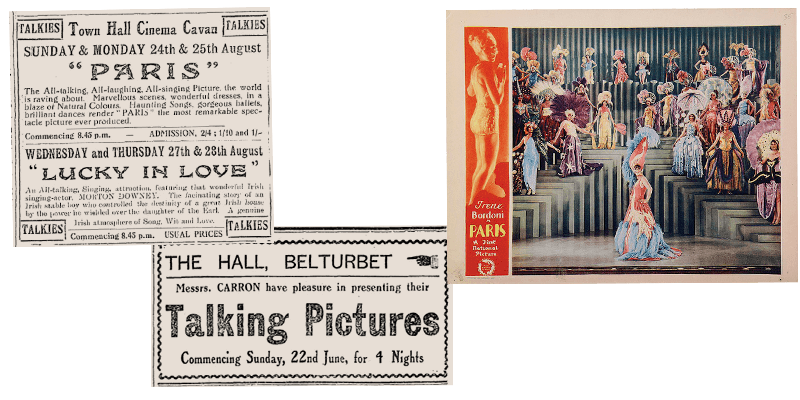 TALKIES Town Hall Cinema Cavan TALKIES
SUNDAY & MONDAY 24th & 25th August
“PARIS”
The All-talking, All-laughing, All-singing Picture, the world
is raving about. Marvellous scenes, wonderful dresses, in a
blaze of Natural Colours. Haunting Songs, gorgeous ballets,
brilliant dances render "PARIS" the most remarkable spec-
tacle picture ever produced.
Commencing 8.45 p.m. — ADMISSION, 2/4 ; 1/10 and 1/-
WEDNESDAY and THURSDAY 27th & 28th August
“LUCKY IN LOVE”
An All-talking, Singing, attraction, featuring that wonderful Irish
singing-actor, MORTON DOWNEY. The facinating story of an
Irish stable boy who controlled the destinity of a great Irish house
by the power he wielded over the daughter of the Earl. A genuine
Irish atmosphere of Song, Wit and Love.
TALKIES Commencing 8.45 p.m. USUAL PRICES TALKIES
THE HALL, BELTURBET
Messrs. CARRON have pleasure in presenting their
Talking Pictures
Commencing Sunday, 22nd June, for 4 Nights
Irene
Bordoni
in
PARIS
A First
National
Picture